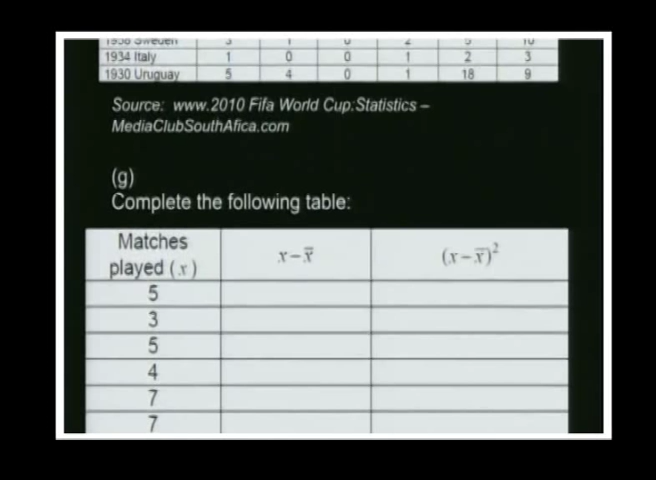 1934 Italy 1 0 0 1 2 3
1930 Uruguay 5 4 0 1 18 9
Source: www.2010 Fifa World Cup:Statistics –
MediaClubSouthAfica.com
(g)
Complete the following table:
Matches
played (x) x – x̅ (x – x̅)²
5
3
5
4
7
7